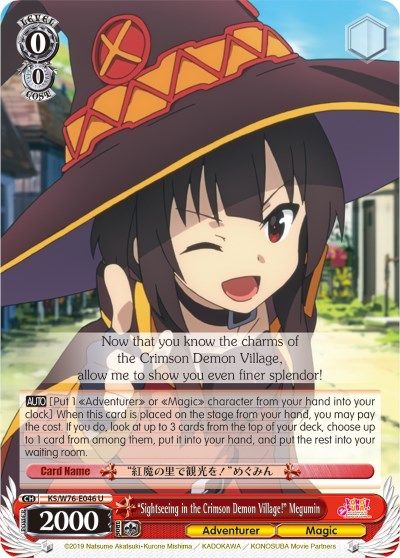 LEVEL
0
0
COST
Now that you know the charms of
the Crimson Demon Village,
allow me to show you even finer splendor!
AUTO [Put 1 «Adventurer» or «Magic» character from your hand into your
clock] When this card is placed on the stage from your hand, you may pay
the cost. If you do, look at up to 3 cards from the top of your deck, choose up
to 1 card from among them, put it into your hand, and put the rest into your
waiting room.
Card Name
"紅魔の里で観光を!"めぐみん
CH
KS/W76-E046 U
"Sightseeing in the Crimson Demon Village!" Megumin
POWER
2000
Adventurer
Magic
©2019 Natsume Akatsuki・Kurone Mishima / KADOKAWA / KONOSUBA Movie Partners